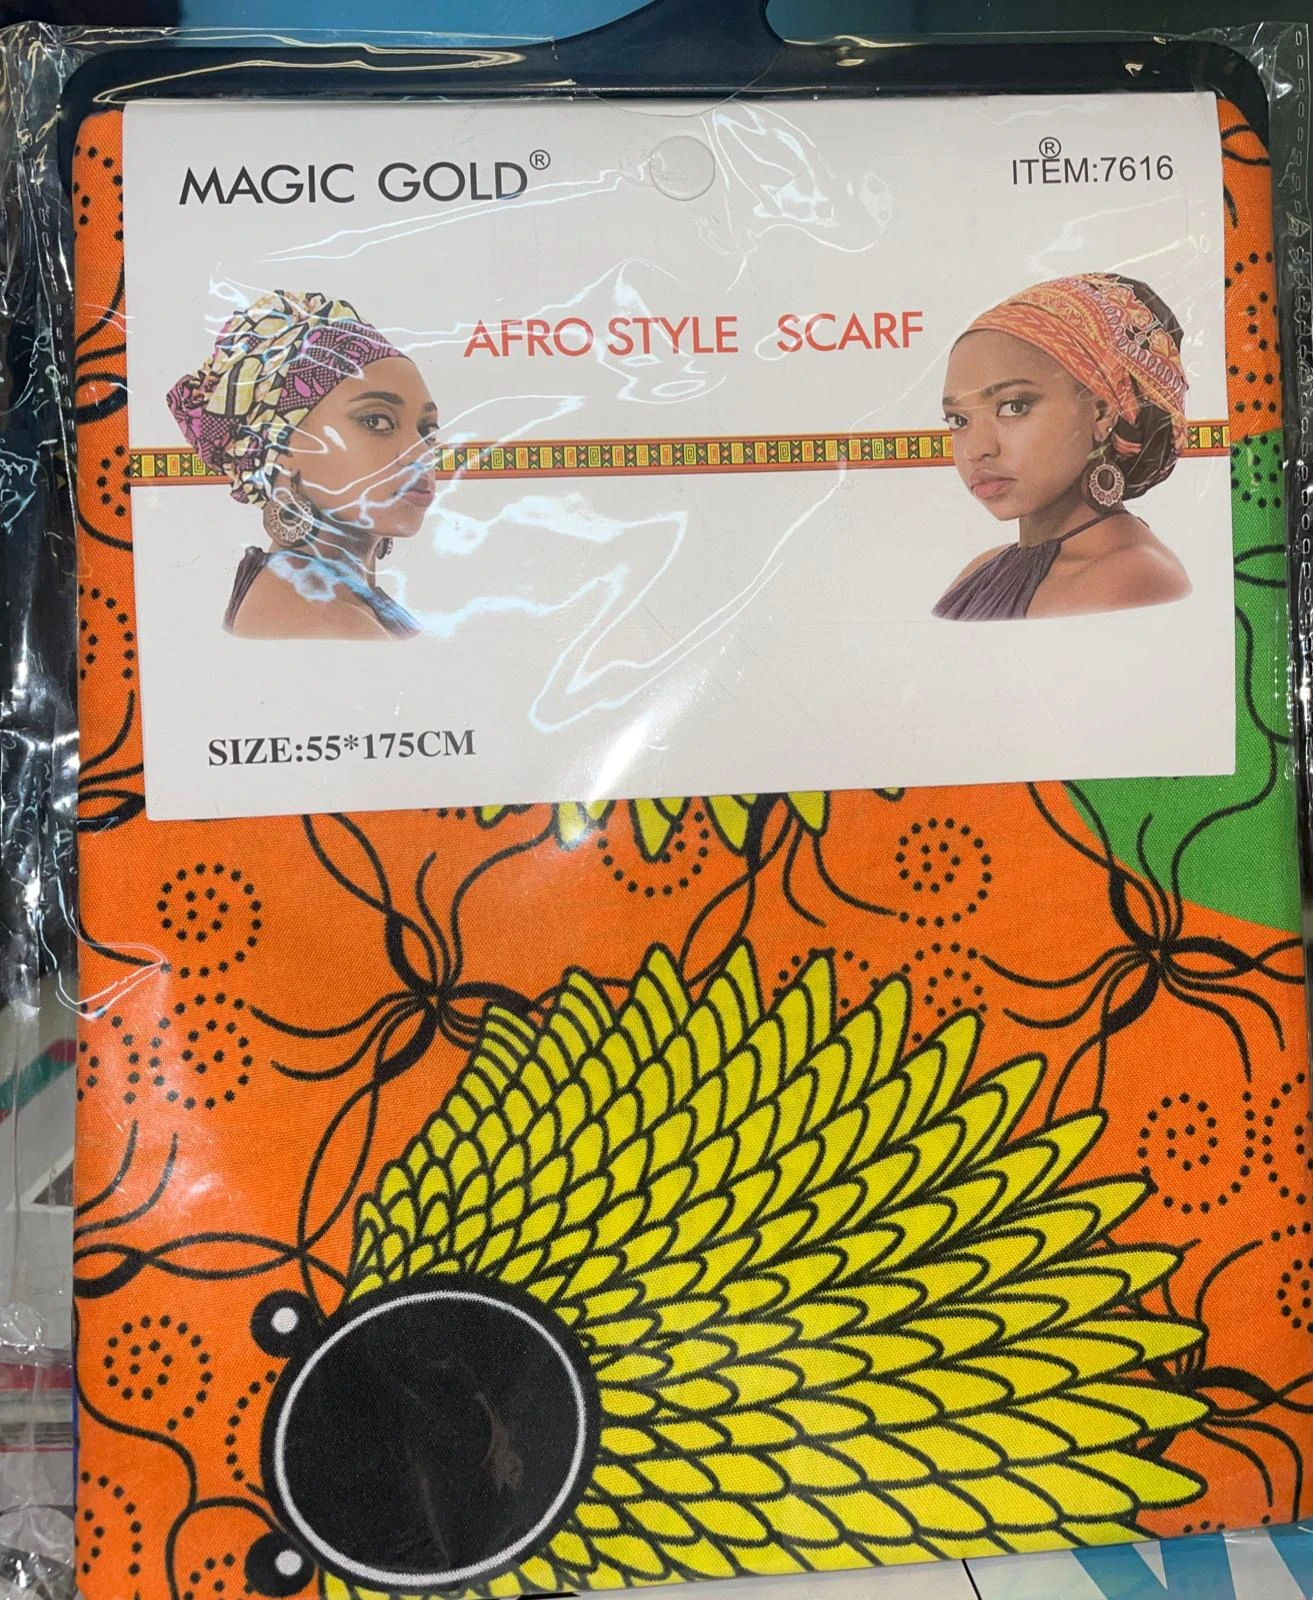 MAGIC GOLD®
®
ITEM:7616
AFRO STYLE SCARF
SIZE:55*175CM